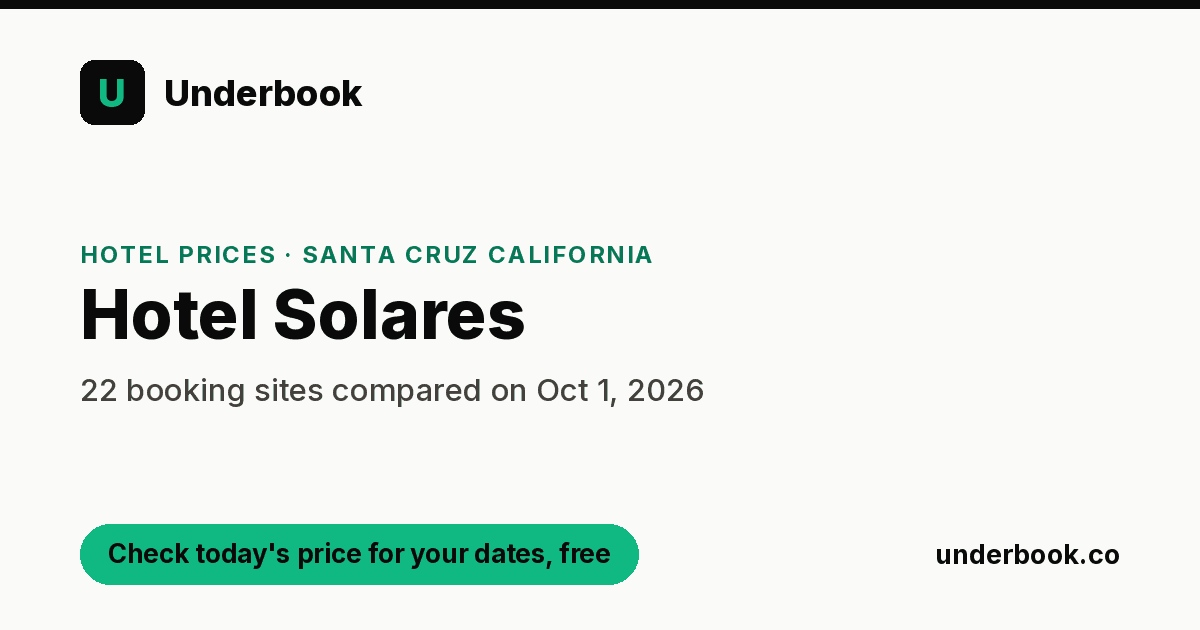 U Underbook
HOTEL PRICES · SANTA CRUZ CALIFORNIA
Hotel Solares
22 booking sites compared on Oct 1, 2026
Check today's price for your dates, free
underbook.co